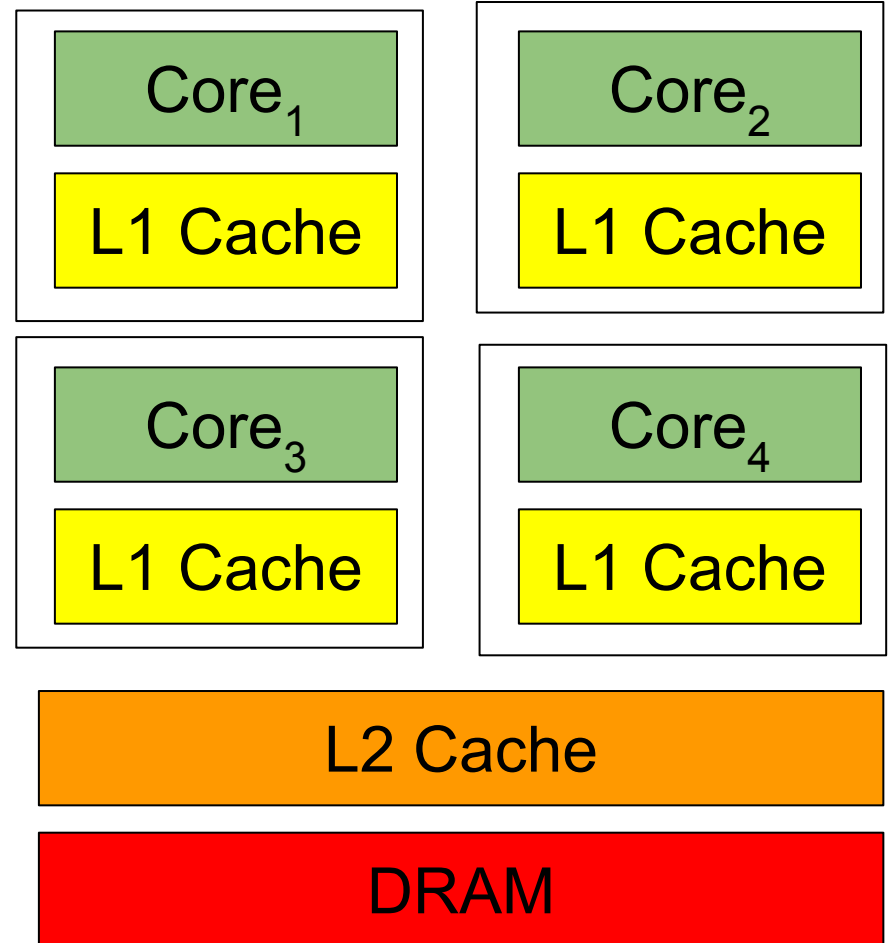 Core₁
L1 Cache
Core₂
L1 Cache
Core₃
L1 Cache
Core₄
L1 Cache
L2 Cache
DRAM